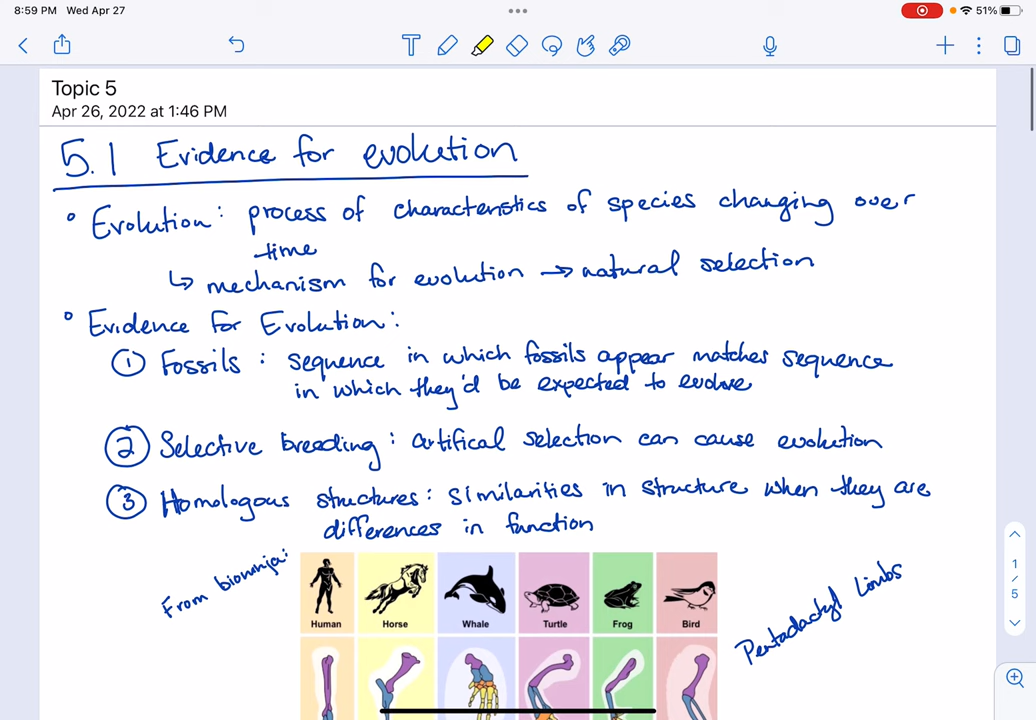 8:59 PM Wed Apr 27
51%
Topic 5
Apr 26, 2022 at 1:46 PM
5.1 Evidence for evolution
° Evolution: process of characteristics of species changing over
time
↳ mechanism for evolution → natural selection
° Evidence for Evolution:
① Fossils: sequence in which fossils appear matches sequence
in which they'd be expected to evolve
② Selective breeding: artifical selection can cause evolution
③ Homologous structures: similarities in structure when they are
differences in function
From bioninja:
Human Horse Whale Turtle Frog Bird
Pentadactyl Limbs
1
/
5